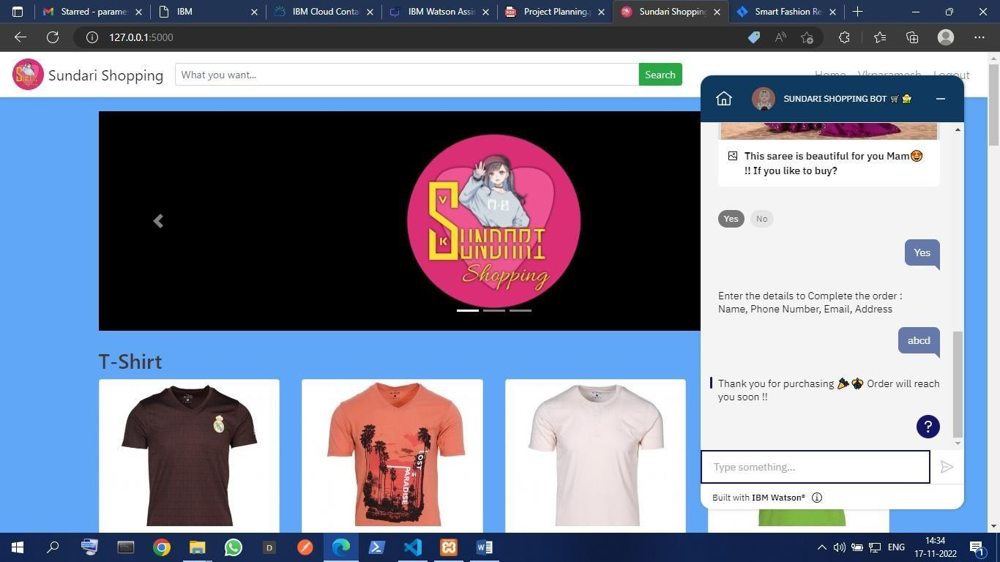 Starred - parame
IBM
IBM Cloud Conta
IBM Watson Assis
Project Planning.p
Sundari Shopping
Smart Fashion Re
127.0.0.1:5000
Sundari Shopping
What you want...
Search
Home
Vkparamesh
Logout
SUNDARI SHOPPING BOT 🛒
This saree is beautiful for you Mam😍
!! If you like to buy?
Yes
No
Yes
Enter the details to Complete the order :
Name, Phone Number, Email, Address
abcd
Thank you for purchasing 🎉 Order will reach
you soon !!
?
Type something...
Built with IBM Watson®
V
K
SUNDARI
Shopping
T-Shirt
LOST IN
PARADISE
ENG
14:34
17-11-2022
1